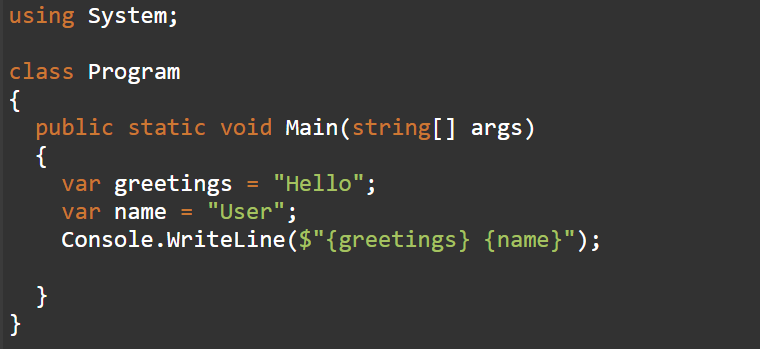 using System;

class Program
{
  public static void Main(string[] args)
  {
    var greetings = "Hello";
    var name = "User";
    Console.WriteLine($"{greetings} {name}");

  }
}